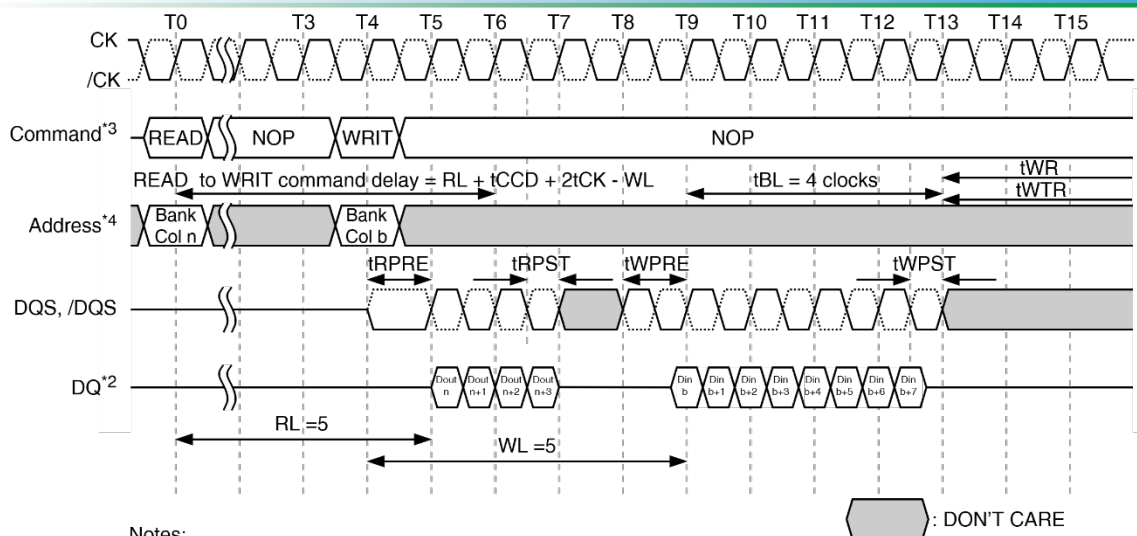 T0 T3 T4 T5 T6 T7 T8 T9 T10 T11 T12 T13 T14 T15
CK
/CK
Command*3 READ NOP WRIT NOP
READ to WRIT command delay = RL + tCCD + 2tCK - WL tBL = 4 clocks tWR
tWTR
Address*4 Bank Col n Bank Col b
tRPRE tRPST tWPRE tWPST
DQS, /DQS
DQ*2 Dout n Dout n+1 Dout n+2 Dout n+3 Din b Din b+1 Din b+2 Din b+3 Din b+4 Din b+5 Din b+6 Din b+7
RL =5
WL =5
: DON'T CARE
Notes: